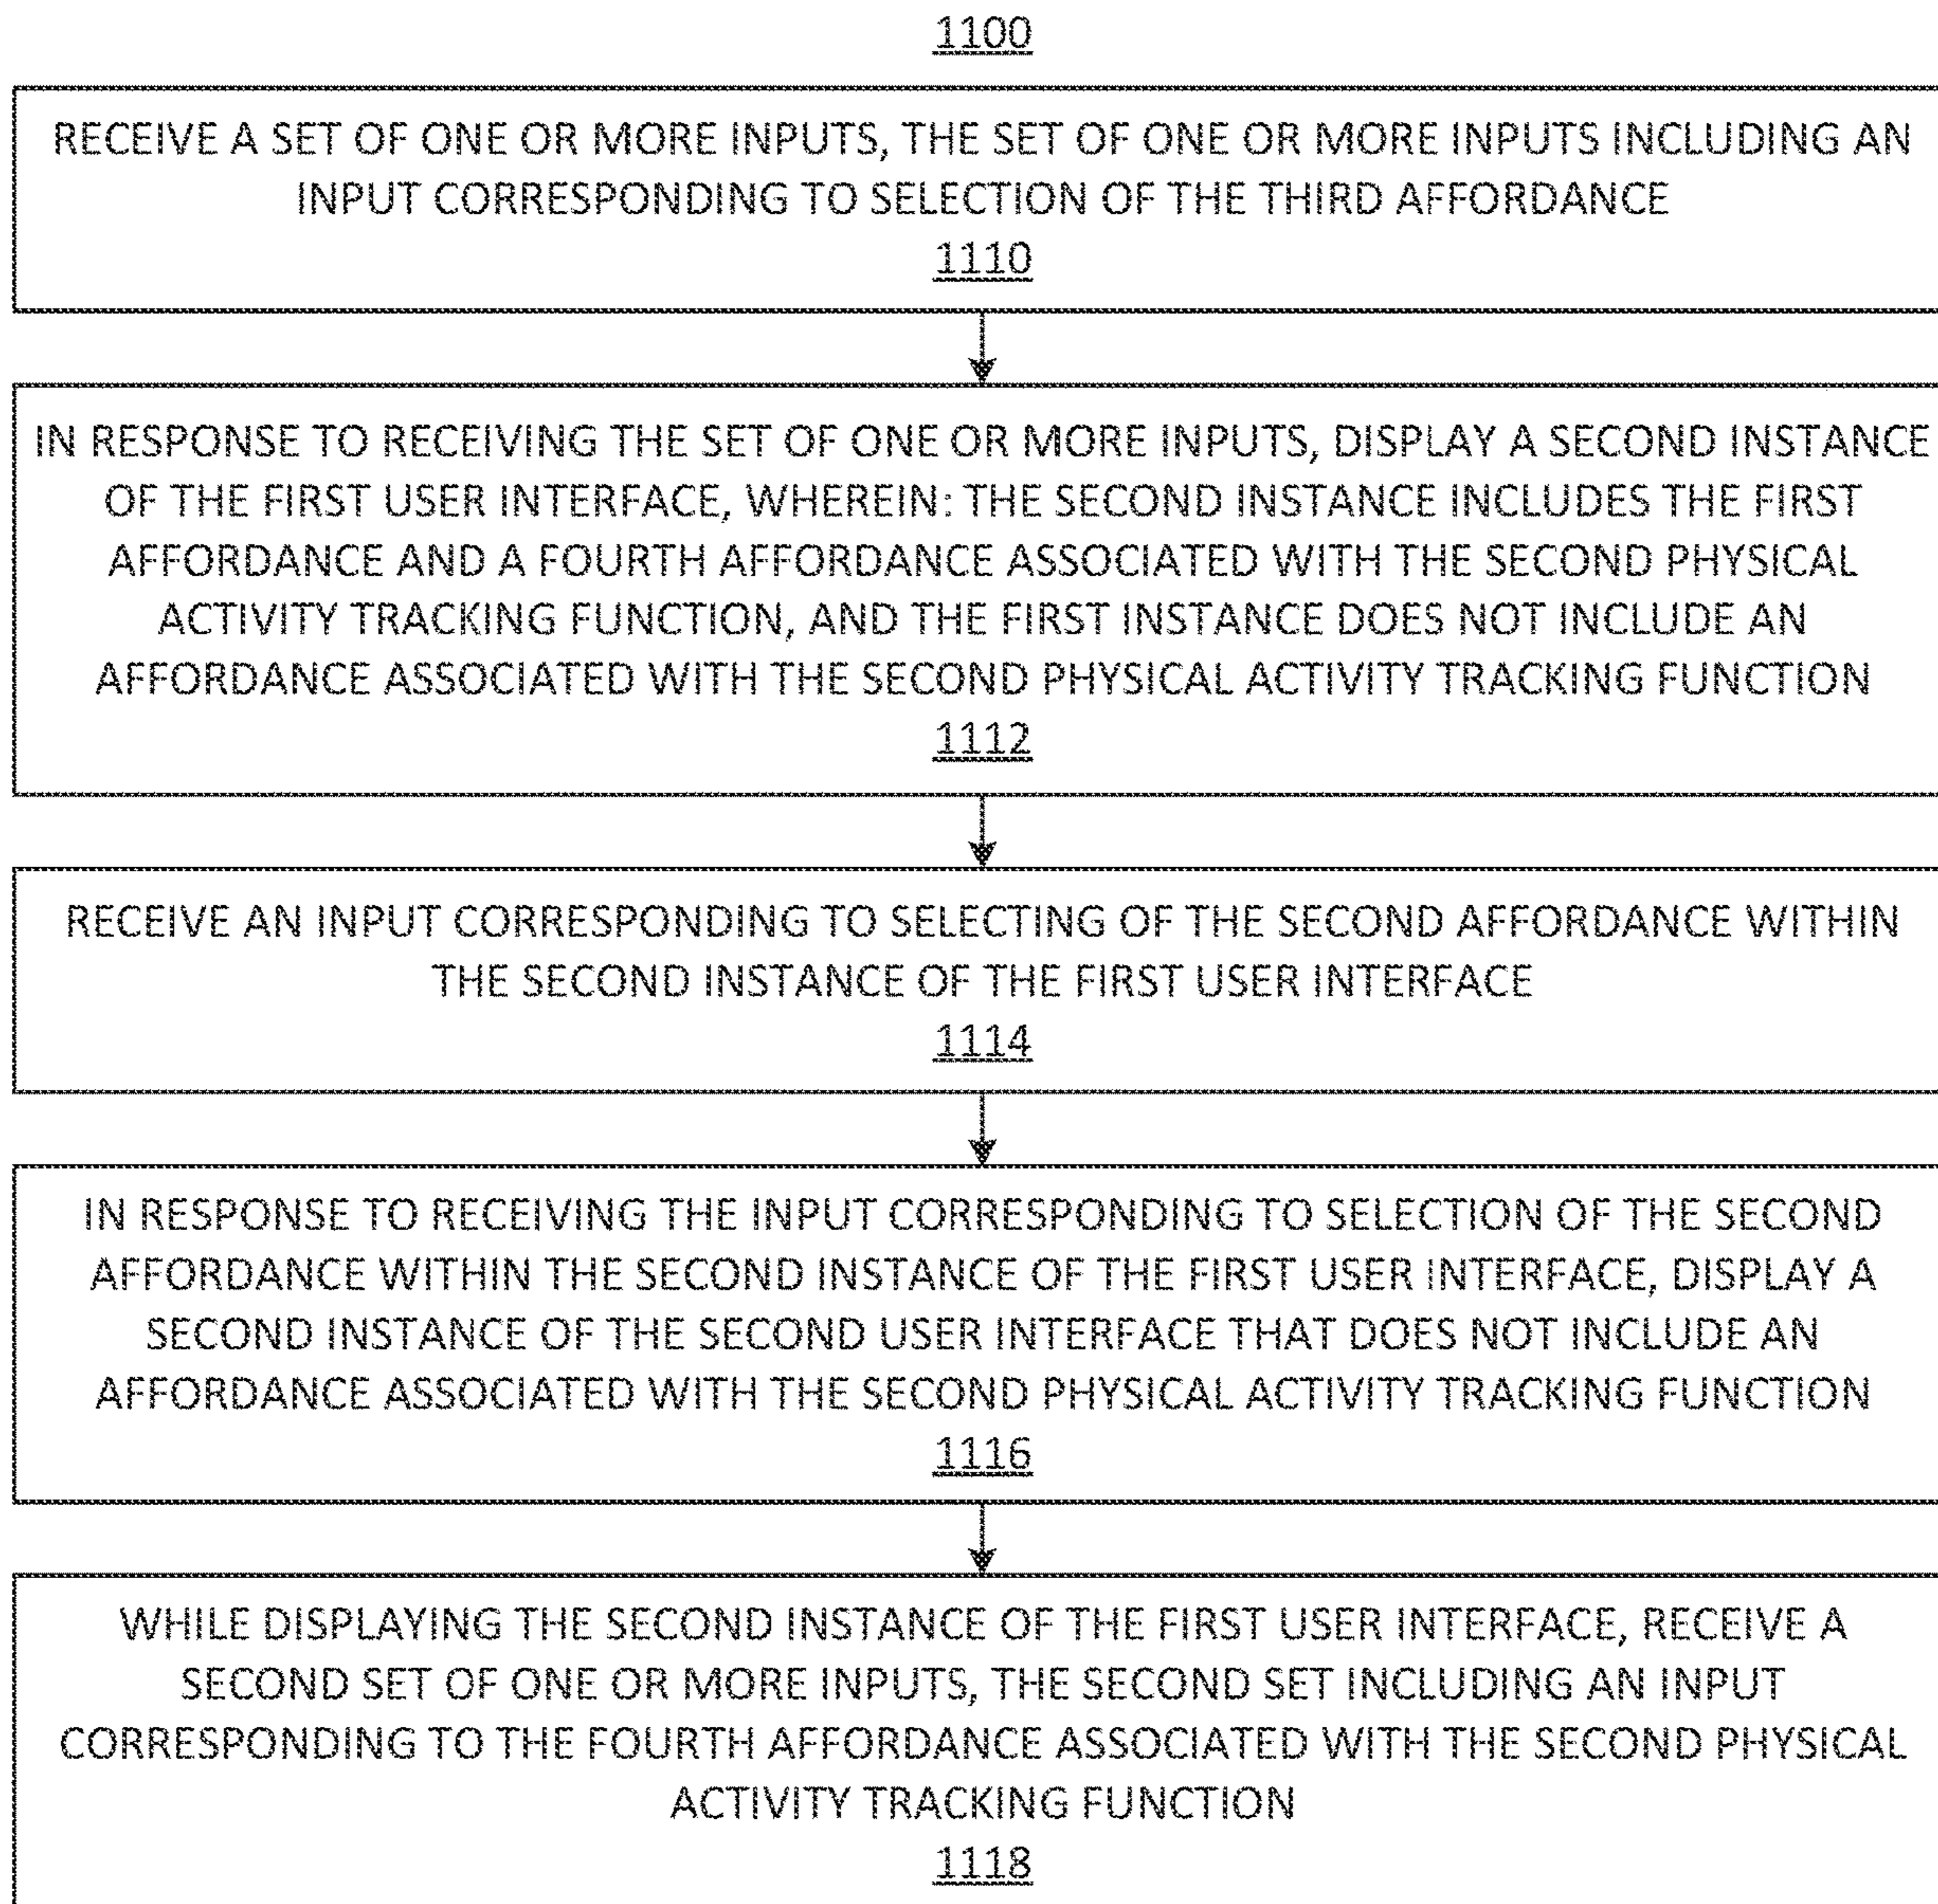 1100
RECEIVE A SET OF ONE OR MORE INPUTS, THE SET OF ONE OR MORE INPUTS INCLUDING AN
INPUT CORRESPONDING TO SELECTION OF THE THIRD AFFORDANCE
1110
IN RESPONSE TO RECEIVING THE SET OF ONE OR MORE INPUTS, DISPLAY A SECOND INSTANCE
OF THE FIRST USER INTERFACE, WHEREIN: THE SECOND INSTANCE INCLUDES THE FIRST
AFFORDANCE AND A FOURTH AFFORDANCE ASSOCIATED WITH THE SECOND PHYSICAL
ACTIVITY TRACKING FUNCTION, AND THE FIRST INSTANCE DOES NOT INCLUDE AN
AFFORDANCE ASSOCIATED WITH THE SECOND PHYSICAL ACTIVITY TRACKING FUNCTION
1112
RECEIVE AN INPUT CORRESPONDING TO SELECTING OF THE SECOND AFFORDANCE WITHIN
THE SECOND INSTANCE OF THE FIRST USER INTERFACE
1114
IN RESPONSE TO RECEIVING THE INPUT CORRESPONDING TO SELECTION OF THE SECOND
AFFORDANCE WITHIN THE SECOND INSTANCE OF THE FIRST USER INTERFACE, DISPLAY A
SECOND INSTANCE OF THE SECOND USER INTERFACE THAT DOES NOT INCLUDE AN
AFFORDANCE ASSOCIATED WITH THE SECOND PHYSICAL ACTIVITY TRACKING FUNCTION
1116
WHILE DISPLAYING THE SECOND INSTANCE OF THE FIRST USER INTERFACE, RECEIVE A
SECOND SET OF ONE OR MORE INPUTS, THE SECOND SET INCLUDING AN INPUT
CORRESPONDING TO THE FOURTH AFFORDANCE ASSOCIATED WITH THE SECOND PHYSICAL
ACTIVITY TRACKING FUNCTION
1118